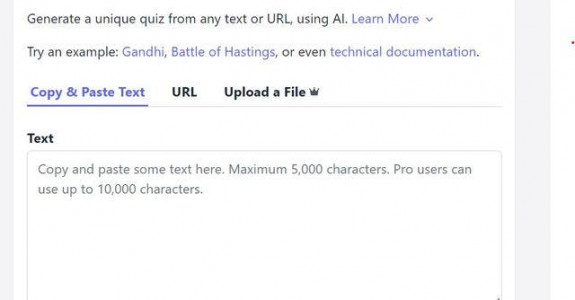 Generate a unique quiz from any text or URL, using AI. Learn More
Try an example: Gandhi, Battle of Hastings, or even technical documentation.
Copy & Paste Text URL Upload a File
Text
Copy and paste some text here. Maximum 5,000 characters. Pro users can
use up to 10,000 characters.